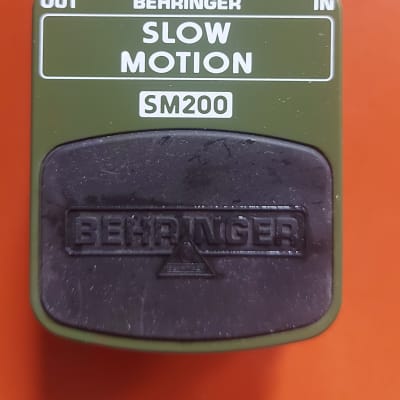 OUT BEHRINGER IN
SLOW
MOTION
SM200
BEHRINGER